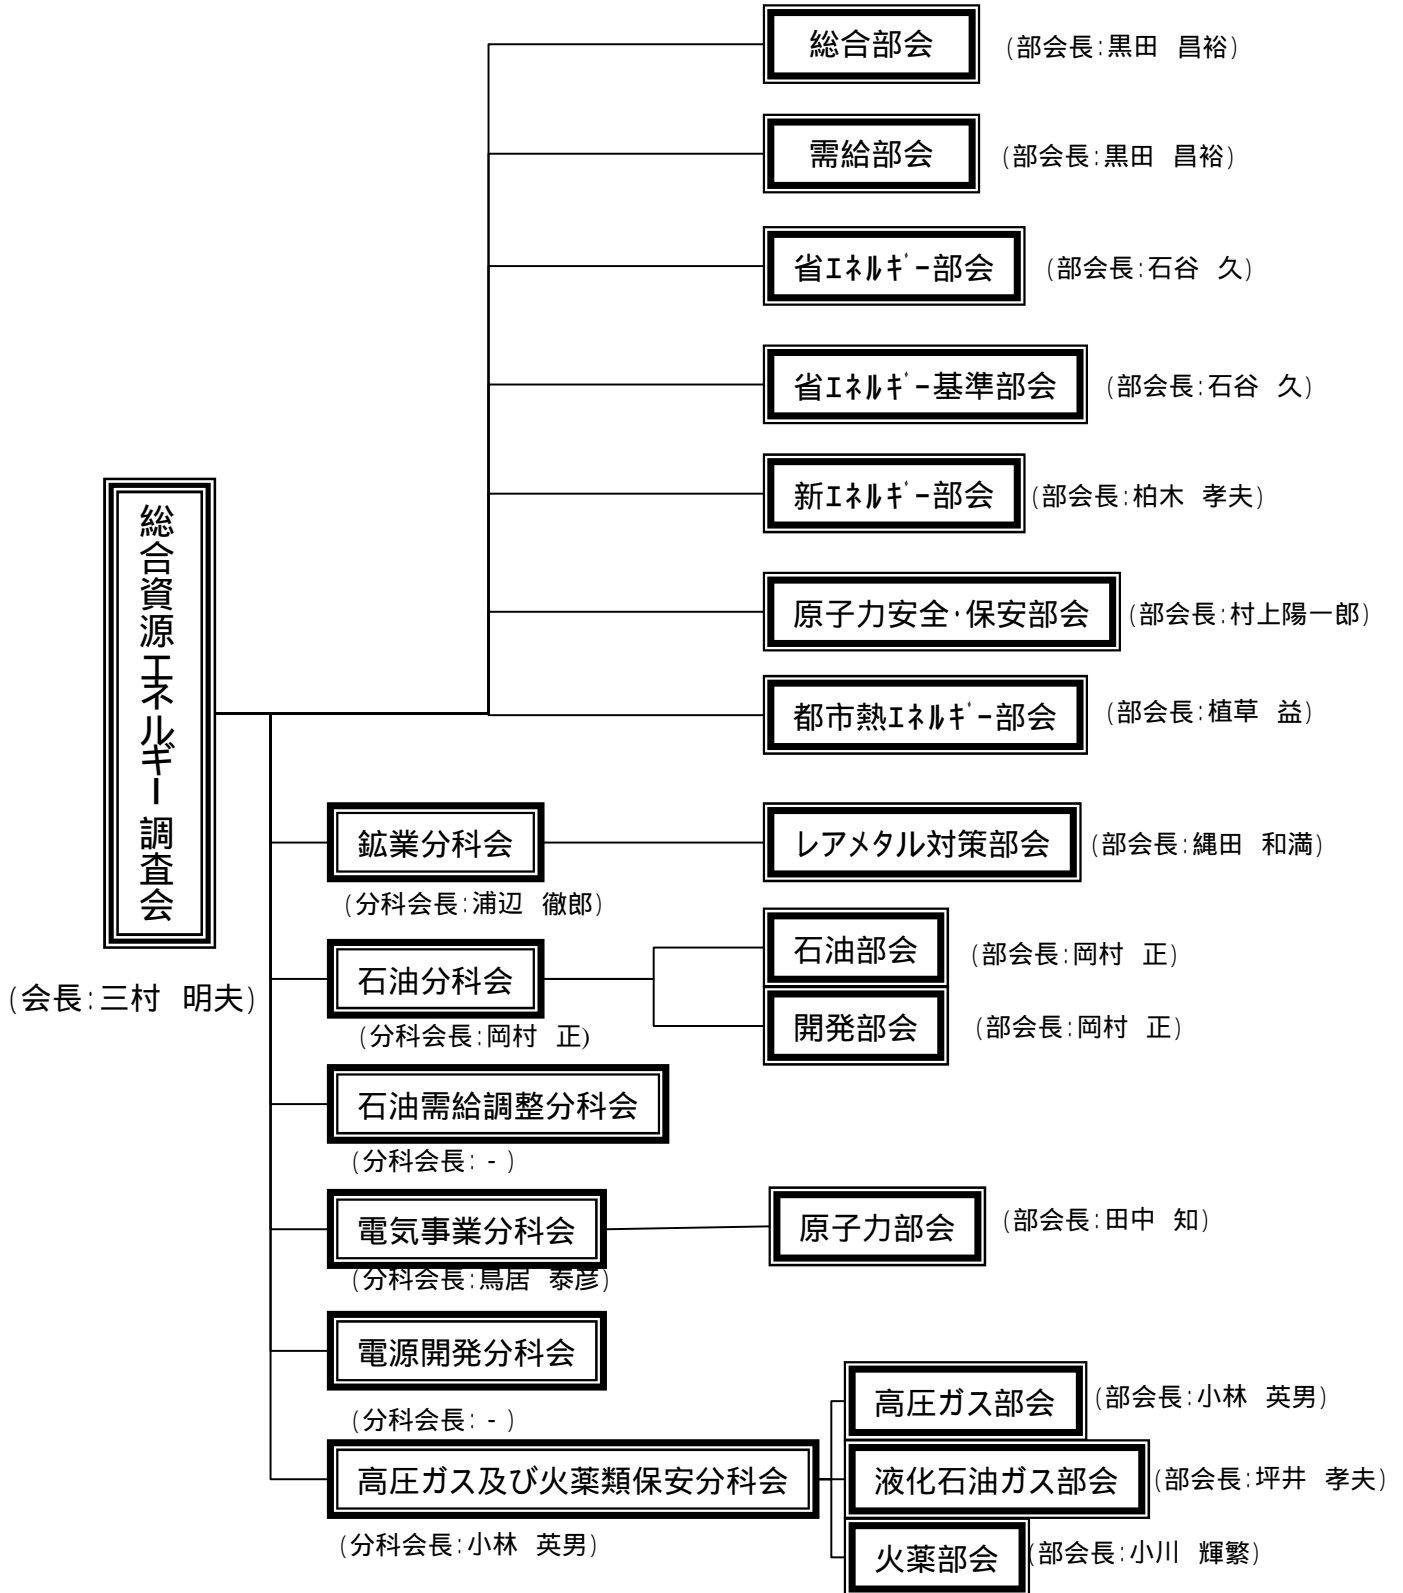 総合部会
(部会長:黒田 昌裕)
需給部会
(部会長:黒田 昌裕)
省エネルギー部会
(部会長:石谷 久)
省エネルギー基準部会
(部会長:石谷 久)
新エネルギー部会
(部会長:柏木 孝夫)
原子力安全・保安部会
(部会長:村上陽一郎)
都市熱エネルギー部会
(部会長:植草 益)
総合資源エネルギー調査会
(会長:三村 明夫)
鉱業分科会
(分科会長:浦辺 徹郎)
レアメタル対策部会
(部会長:縄田 和満)
石油分科会
(分科会長:岡村 正)
石油部会
(部会長:岡村 正)
開発部会
(部会長:岡村 正)
石油需給調整分科会
(分科会長: - )
電気事業分科会
(分科会長:鳥居 泰彦)
原子力部会
(部会長:田中 知)
電源開発分科会
(分科会長: - )
高圧ガス及び火薬類保安分科会
(分科会長:小林 英男)
高圧ガス部会
(部会長:小林 英男)
液化石油ガス部会
(部会長:坪井 孝夫)
火薬部会
(部会長:小川 輝繁)